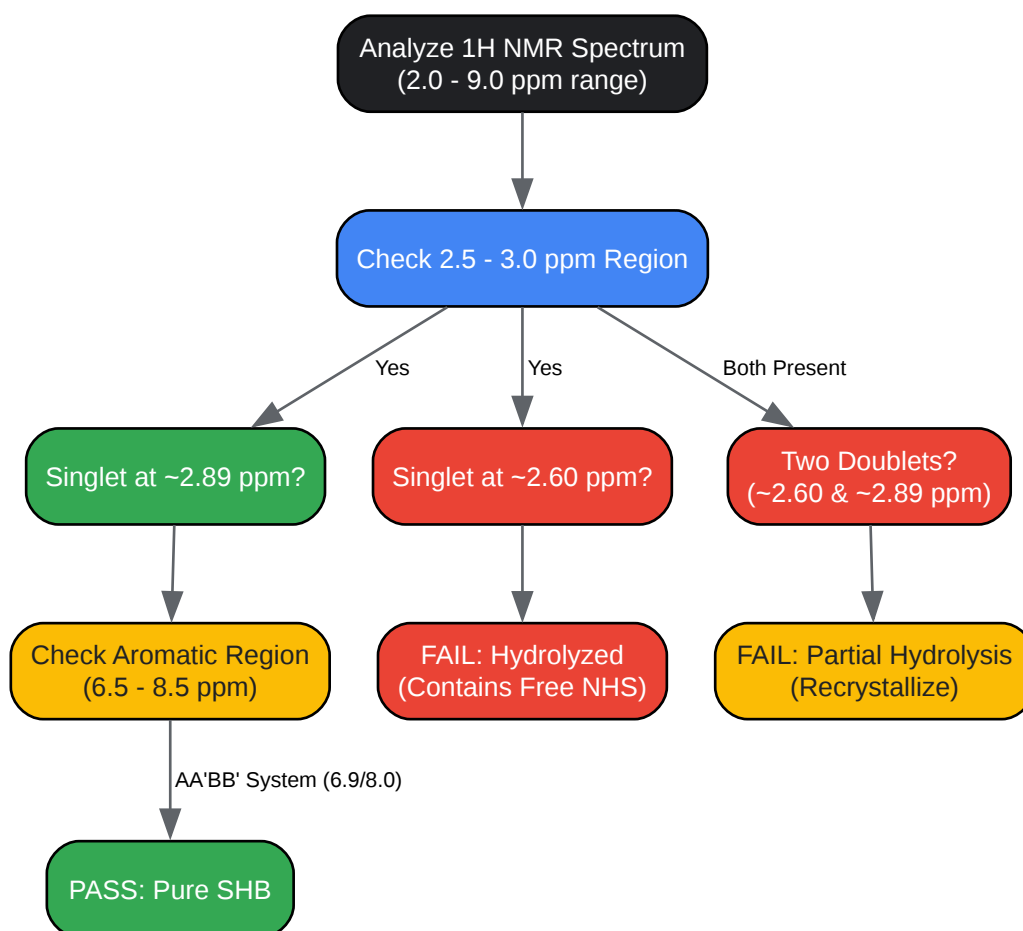 Analyze 1H NMR Spectrum
(2.0 - 9.0 ppm range)
Check 2.5 - 3.0 ppm Region
Yes
Yes
Both Present
Singlet at ~2.89 ppm?
Singlet at ~2.60 ppm?
Two Doublets?
(~2.60 & ~2.89 ppm)
Check Aromatic Region
(6.5 - 8.5 ppm)
FAIL: Hydrolyzed
(Contains Free NHS)
FAIL: Partial Hydrolysis
(Recrystallize)
AA'BB' System (6.9/8.0)
PASS: Pure SHB